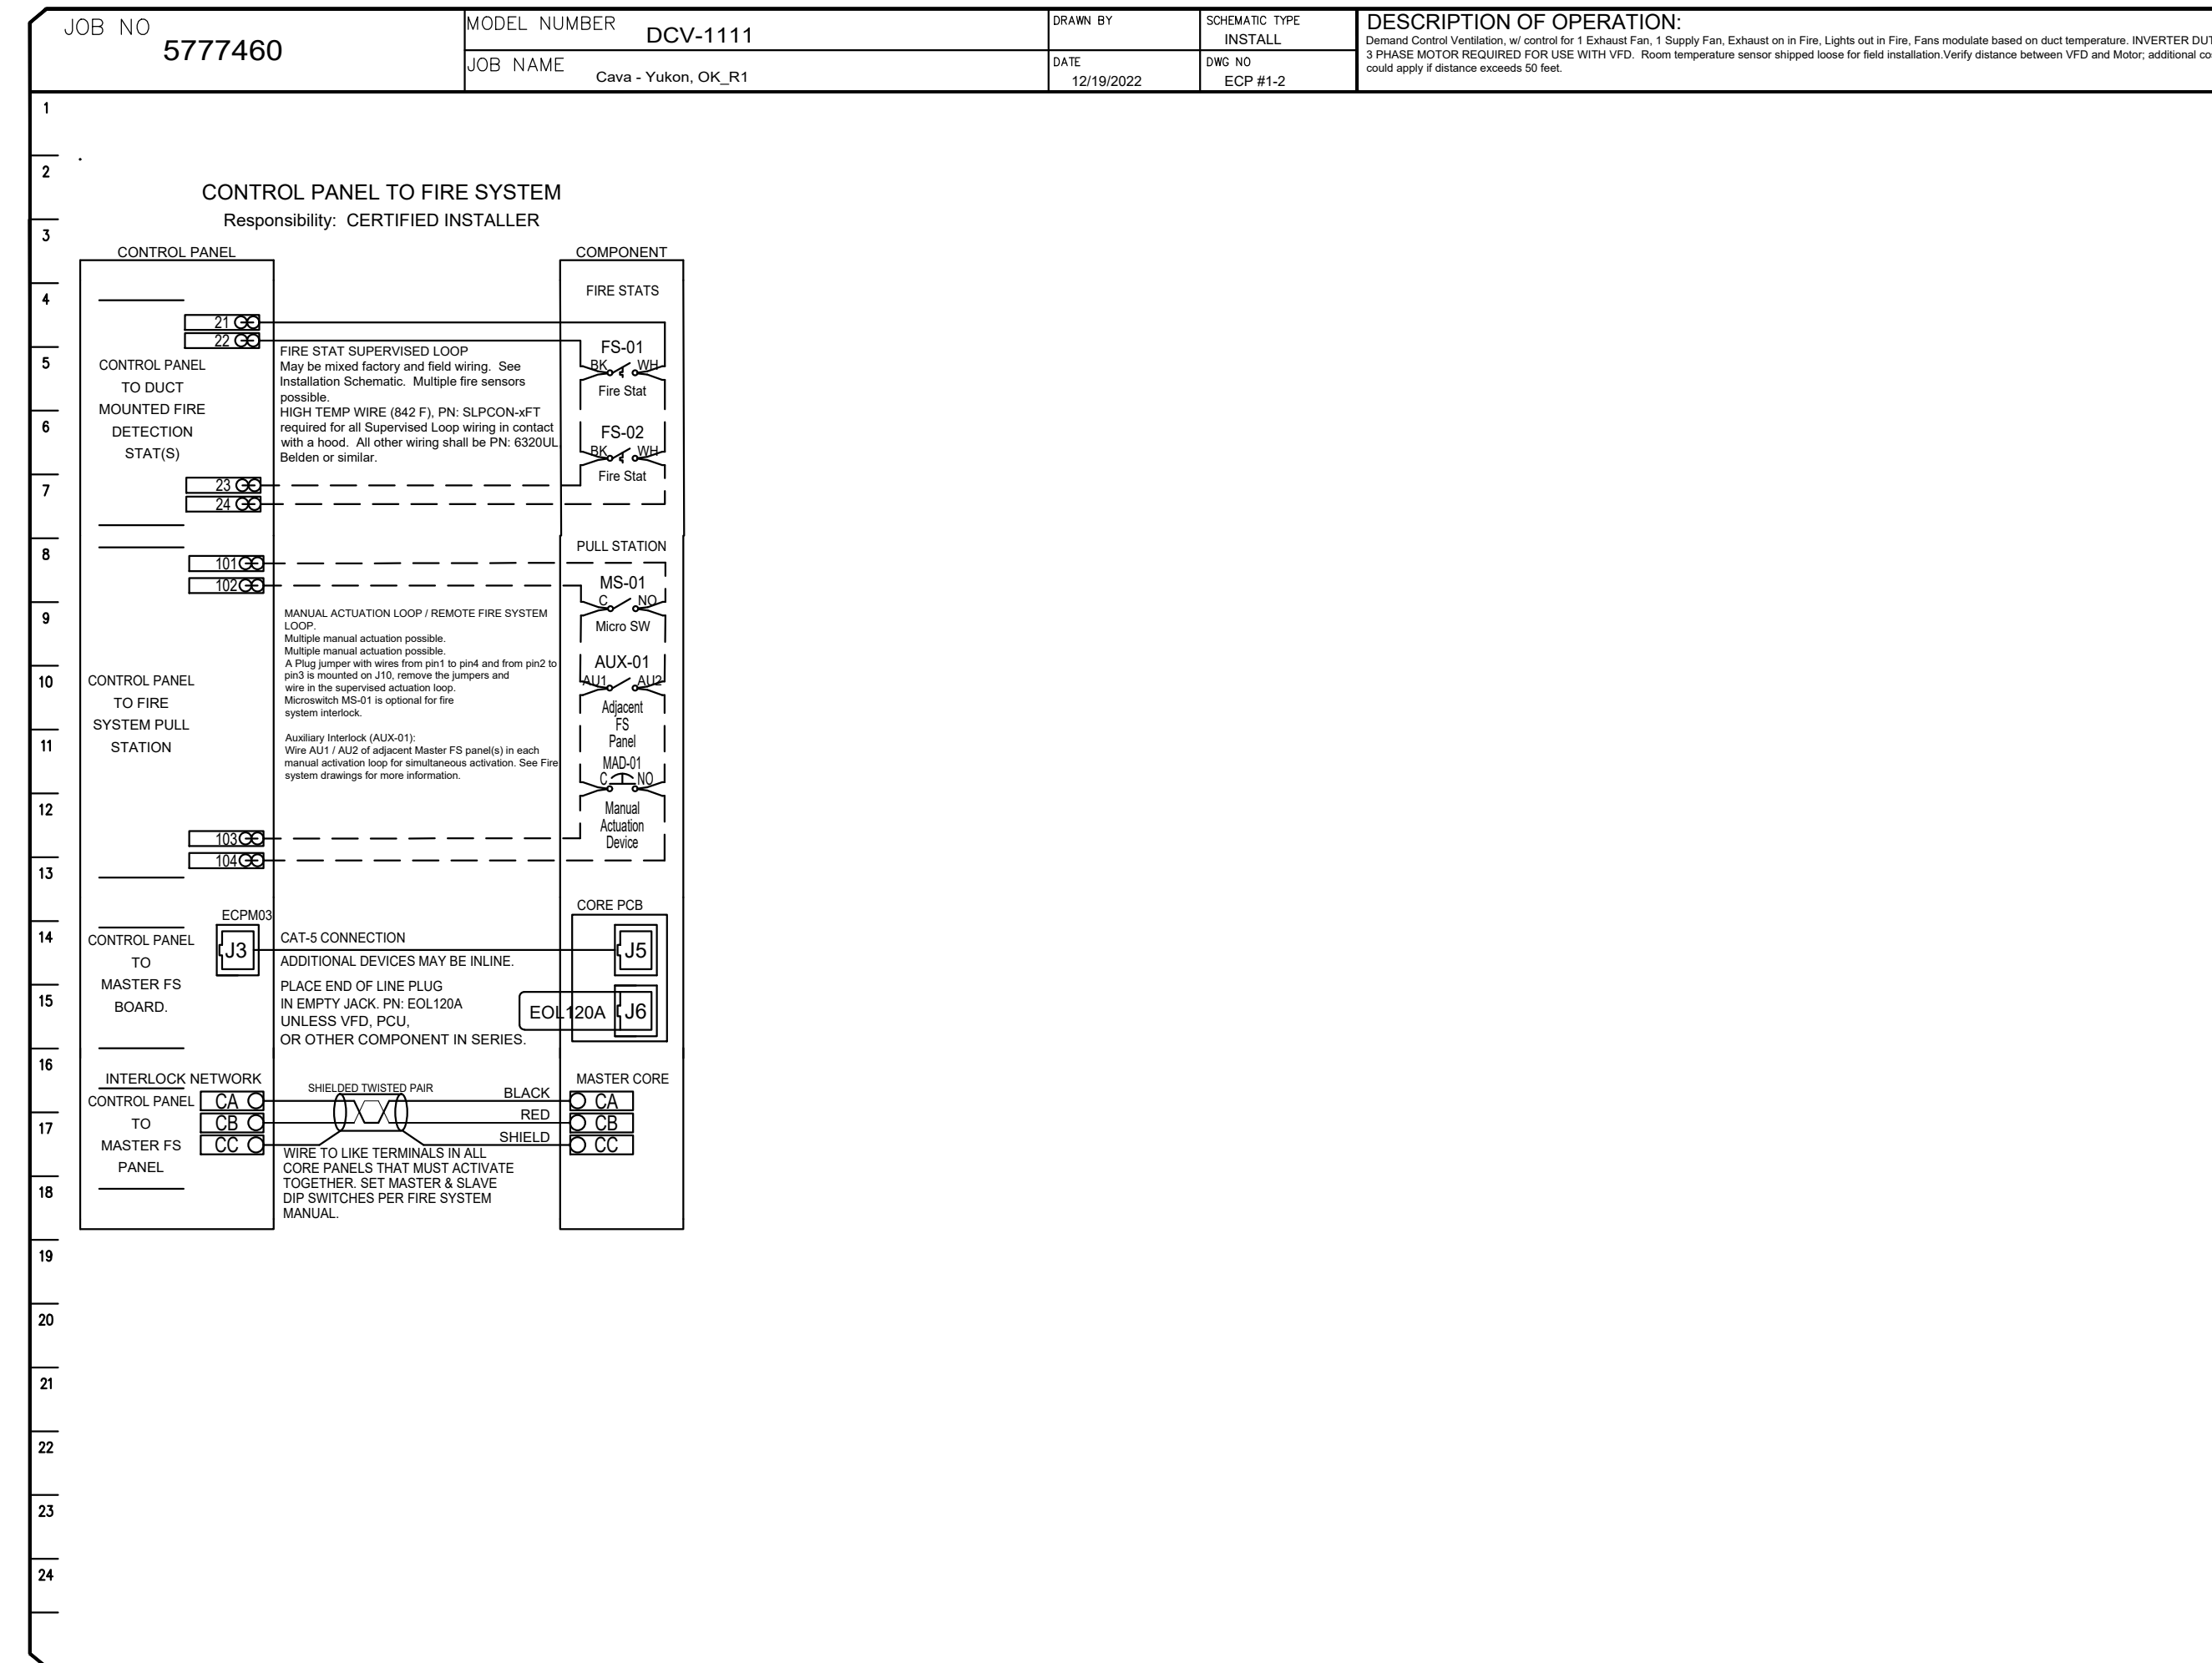 JOB NO
5777460
MODEL NUMBER
DCV-1111
JOB NAME
Cava - Yukon, OK_R1
DRAWN BY
DATE
12/19/2022
SCHEMATIC TYPE
INSTALL
DWG NO
ECP #1-2
DESCRIPTION OF OPERATION:
Demand Control Ventilation, w/ control for 1 Exhaust Fan, 1 Supply Fan, Exhaust on in Fire, Lights out in Fire, Fans modulate based on duct temperature. INVERTER DUT
3 PHASE MOTOR REQUIRED FOR USE WITH VFD. Room temperature sensor shipped loose for field installation.Verify distance between VFD and Motor; additional co
could apply if distance exceeds 50 feet.
1
2
3
4
5
6
7
8
9
10
11
12
13
14
15
16
17
18
19
20
21
22
23
24
CONTROL PANEL TO FIRE SYSTEM
Responsibility: CERTIFIED INSTALLER
CONTROL PANEL
COMPONENT
FIRE STATS
21
22
CONTROL PANEL
TO DUCT
MOUNTED FIRE
DETECTION
STAT(S)
FIRE STAT SUPERVISED LOOP
May be mixed factory and field wiring. See
Installation Schematic. Multiple fire sensors
possible.
HIGH TEMP WIRE (842 F), PN: SLPCON-xFT
required for all Supervised Loop wiring in contact
with a hood. All other wiring shall be PN: 6320UL
Belden or similar.
FS-01
BK WH
Fire Stat
FS-02
BK WH
Fire Stat
23
24
PULL STATION
101
102
MS-01
C NO
Micro SW
MANUAL ACTUATION LOOP / REMOTE FIRE SYSTEM
LOOP.
Multiple manual actuation possible.
Multiple manual actuation possible.
A Plug jumper with wires from pin1 to pin4 and from pin2 to
pin3 is mounted on J10, remove the jumpers and
wire in the supervised actuation loop.
Microswitch MS-01 is optional for fire
system interlock.
Auxiliary Interlock (AUX-01):
Wire AU1 / AU2 of adjacent Master FS panel(s) in each
manual activation loop for simultaneous activation. See Fire
system drawings for more information.
CONTROL PANEL
TO FIRE
SYSTEM PULL
STATION
AUX-01
AU1 AU2
Adjacent
FS
Panel
MAD-01
C NO
Manual
Actuation
Device
103
104
ECPM03
J3
CONTROL PANEL
TO
MASTER FS
BOARD.
CAT-5 CONNECTION
ADDITIONAL DEVICES MAY BE INLINE.
PLACE END OF LINE PLUG
IN EMPTY JACK. PN: EOL120A
UNLESS VFD, PCU,
OR OTHER COMPONENT IN SERIES.
CORE PCB
J5
EOL120A
J6
INTERLOCK NETWORK
CONTROL PANEL
TO
MASTER FS
PANEL
CA
CB
CC
SHIELDED TWISTED PAIR
BLACK
RED
SHIELD
MASTER CORE
CA
CB
CC
WIRE TO LIKE TERMINALS IN ALL
CORE PANELS THAT MUST ACTIVATE
TOGETHER. SET MASTER & SLAVE
DIP SWITCHES PER FIRE SYSTEM
MANUAL.